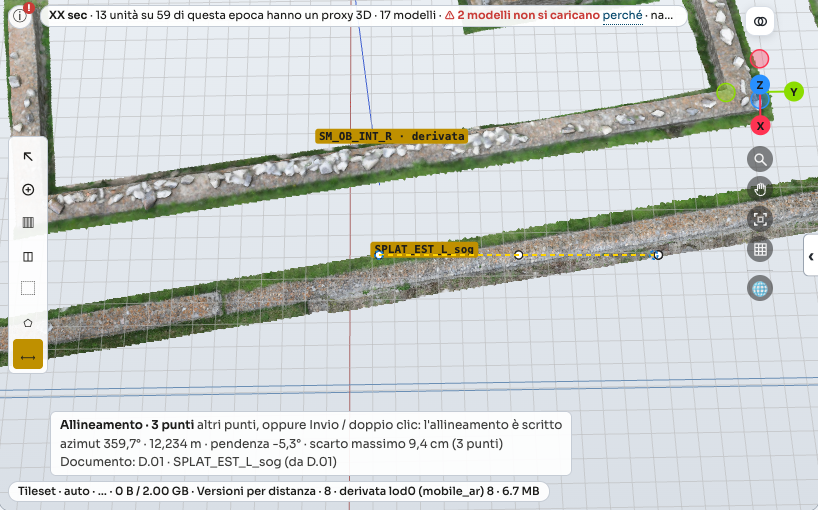 XX sec · 13 unità su 59 di questa epoca hanno un proxy 3D · 17 modelli · ⚠ 2 modelli non si caricano perché · na...
SM_OB_INT_R · derivata
Z
Y
X
SPLAT_EST_L_sog
Allineamento · 3 punti altri punti, oppure Invio / doppio clic: l'allineamento è scritto
azimut 359,7° · 12,234 m · pendenza -5,3° · scarto massimo 9,4 cm (3 punti)
Documento: D.01 · SPLAT_EST_L_sog (da D.01)
Tileset · auto · ... · 0 B / 2.00 GB · Versioni per distanza · 8 · derivata lod0 (mobile_ar) 8 · 6.7 MB